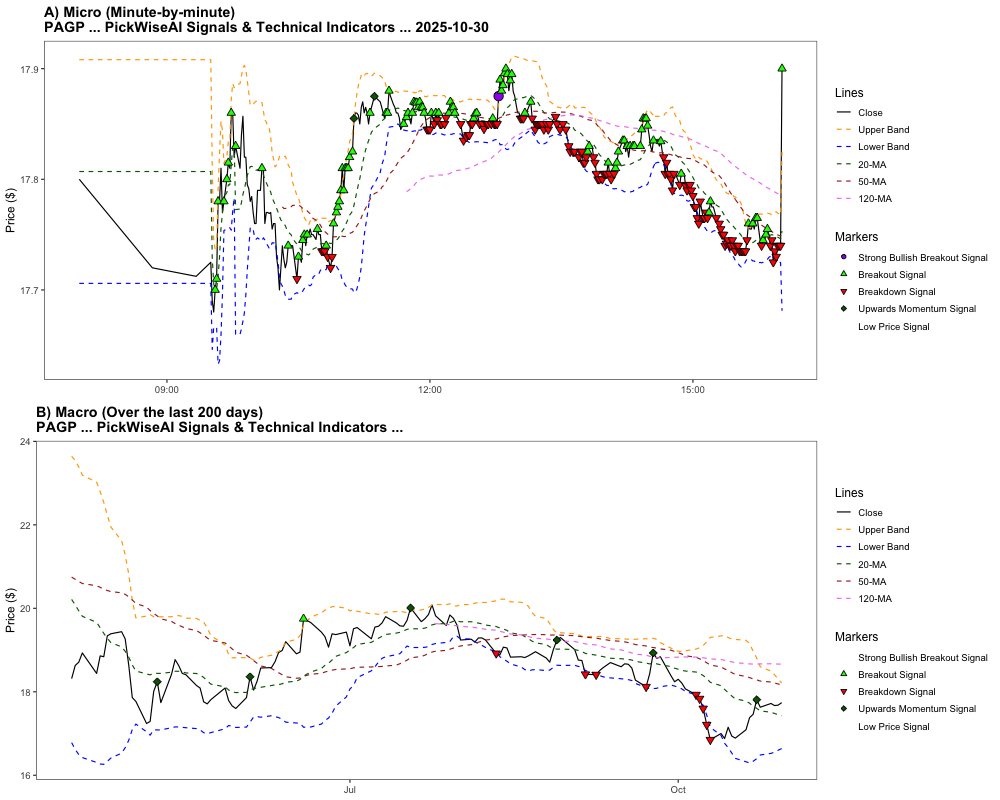 A) Micro (Minute-by-minute)
PAGP ... PickWiseAI Signals & Technical Indicators ... 2025-10-30
Price ($)
17.9
17.8
17.7
09:00
12:00
15:00
Lines
Close
Upper Band
Lower Band
20-MA
50-MA
120-MA
Markers
Strong Bullish Breakout Signal
Breakout Signal
Breakdown Signal
Upwards Momentum Signal
Low Price Signal
B) Macro (Over the last 200 days)
PAGP ... PickWiseAI Signals & Technical Indicators ...
Price ($)
24
22
20
18
16
Jul
Oct
Lines
Close
Upper Band
Lower Band
20-MA
50-MA
120-MA
Markers
Strong Bullish Breakout Signal
Breakout Signal
Breakdown Signal
Upwards Momentum Signal
Low Price Signal